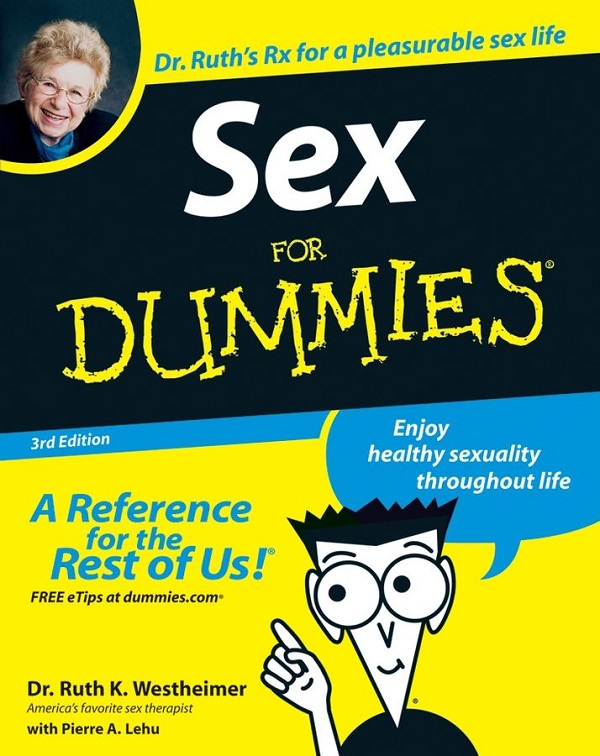 Dr. Ruth's Rx for a pleasurable sex life
Sex
FOR
DUMMIES®
3rd Edition
Enjoy
healthy sexuality
throughout life
A Reference
for the
Rest of Us!®
FREE eTips at dummies.com®
Dr. Ruth K. Westheimer
America's favorite sex therapist
with Pierre A. Lehu
®